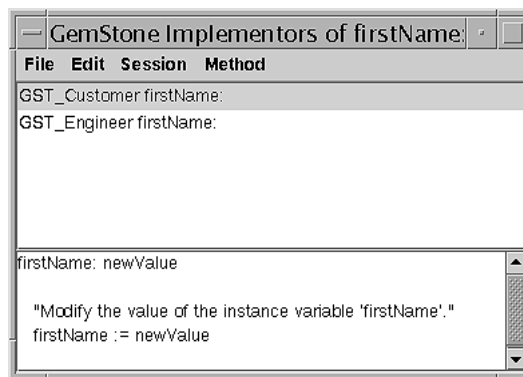 GemStone Implementors of firstName:
File Edit Session Method
GST_Customer firstName:
GST_Engineer firstName:
firstName: newValue
"Modify the value of the instance variable 'firstName'."
firstName := newValue